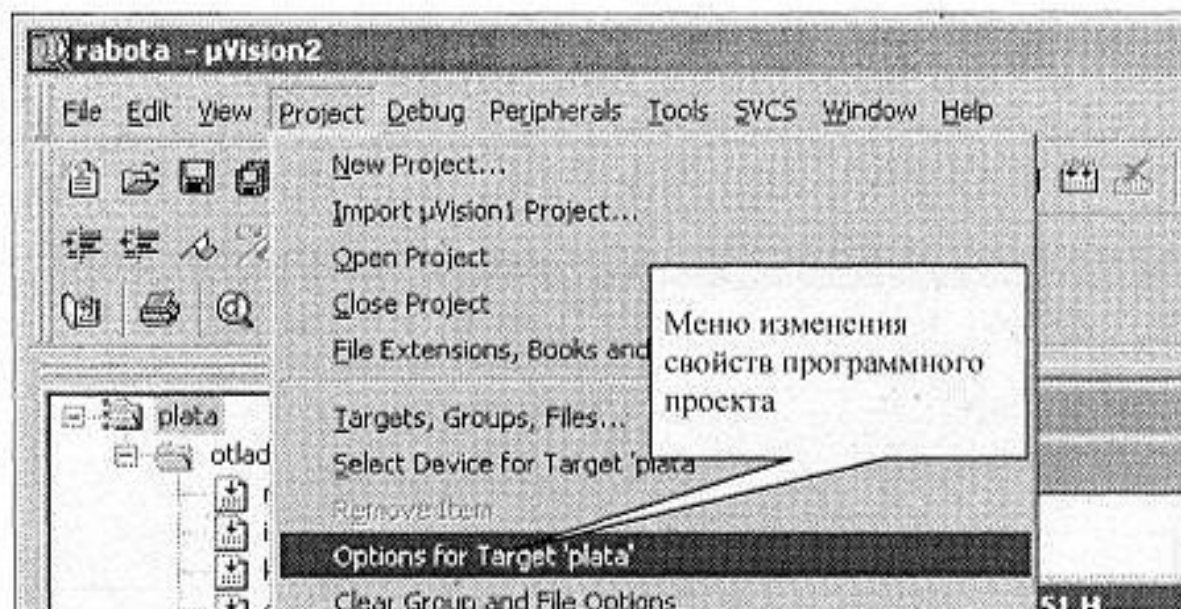 rabota - µVision2
File Edit View Project Debug Peripherals Tools SVCS Window Help
New Project...
Import µVision1 Project...
Open Project
Close Project
File Extensions, Books and
Меню изменения
свойств программного
проекта
plata
Targets, Groups, Files...
otlad
Select Device for Target 'plata
Remove Item
Options for Target 'plata'
Clear Group and File Options